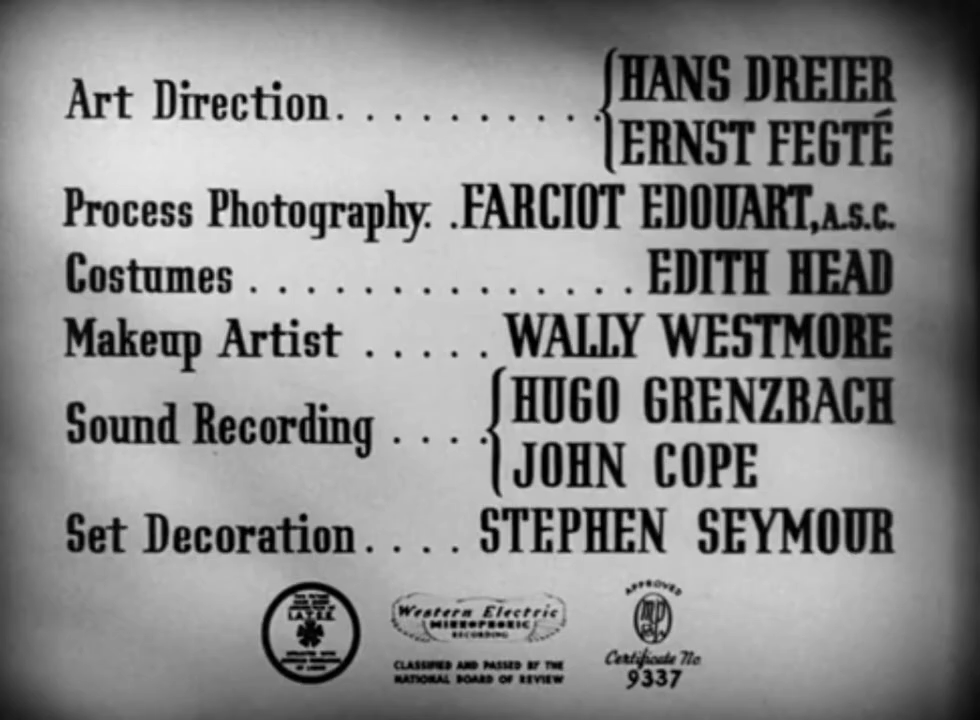 Art Direction. . . . . . . . . . { HANS DREIER
ERNST FEGTÉ
Process Photography. . FARCIOT EDOUART, A.S.C.
Costumes . . . . . . . . . . . . . . EDITH HEAD
Makeup Artist . . . . . WALLY WESTMORE
Sound Recording . . . . { HUGO GRENZBACH
JOHN COPE
Set Decoration . . . . STEPHEN SEYMOUR
I.A.T.S.E.
Western Electric
MIRROPHONIC
RECORDING
CLASSIFIED AND PASSED BY THE
NATIONAL BOARD OF REVIEW
APPROVED
Certificate No.
9337